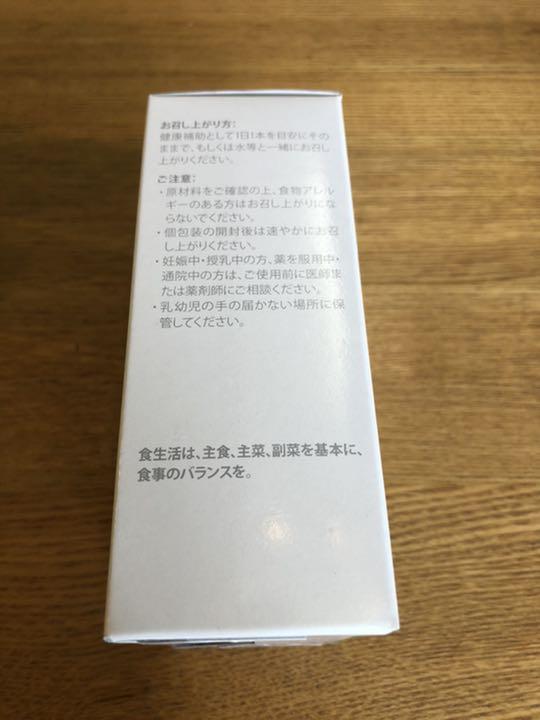 お召し上がり方：
健康補助として1日1本を目安にその
ままで、もしくは水等と一緒にお召し
上がりください。
ご注意：
・原材料をご確認の上、食物アレル
ギーのある方はお召し上がりにな
らないでください。
・個包装の開封後は速やかにお召
し上がりください。
・妊娠中・授乳中の方、薬を服用中・
通院中の方は、ご使用前に医師ま
たは薬剤師にご相談ください。
・乳幼児の手の届かない場所に保
管してください。
食生活は、主食、主菜、副菜を基本に、
食事のバランスを。